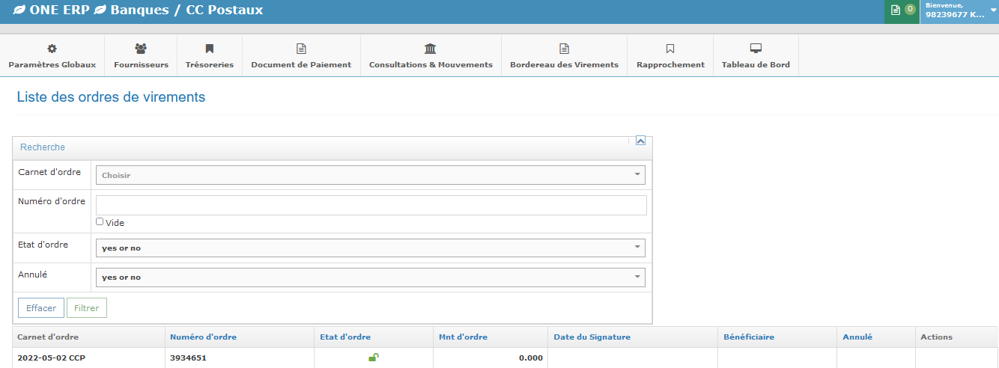 ONE ERP Banques / CC Postaux
0
Bienvenue,
98239677 K...
Paramètres Globaux
Fournisseurs
Trésoreries
Document de Paiement
Consultations & Mouvements
Bordereau des Virements
Rapprochement
Tableau de Bord
Liste des ordres de virements
Recherche
Carnet d'ordre
Choisir
Numéro d'ordre
Vide
Etat d'ordre
yes or no
Annulé
yes or no
Effacer Filtrer
Carnet d'ordre Numéro d'ordre Etat d'ordre Mnt d'ordre Date du Signature Bénéficiaire Annulé Actions
2022-05-02 CCP 3934651 0.000